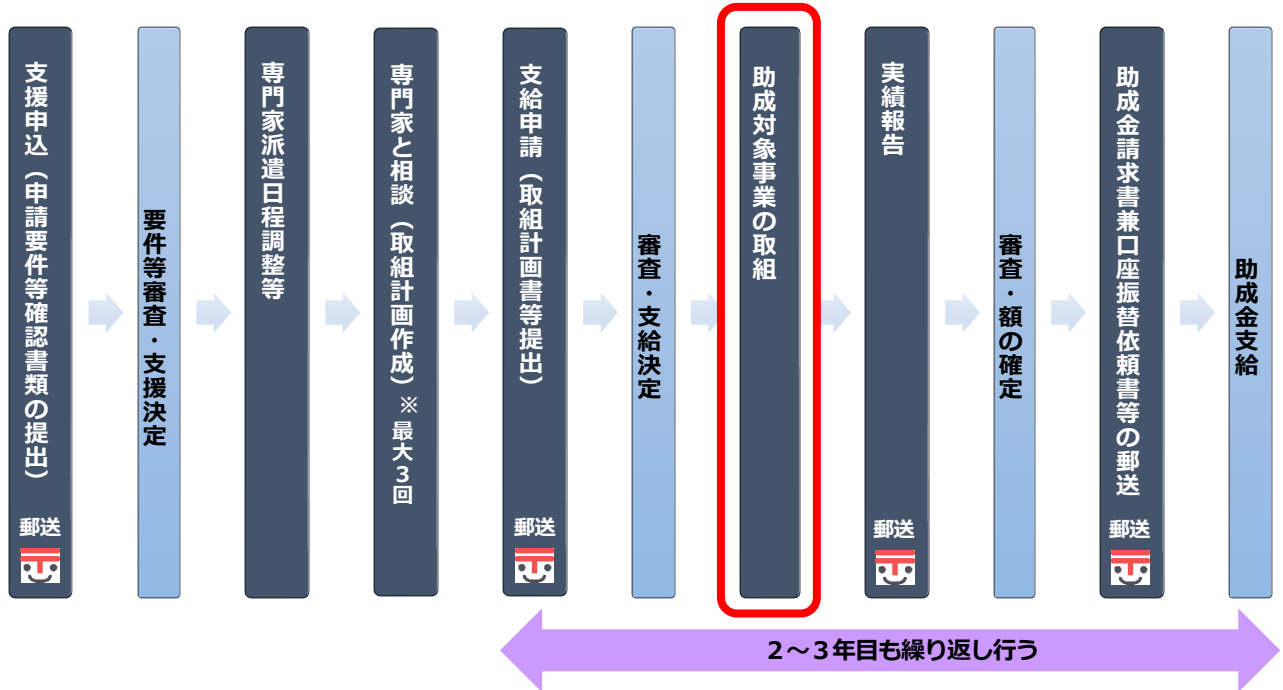 支援申込（申請要件等確認書類の提出）
郵送
要件等審査・支援決定
専門家派遣日程調整等
専門家と相談（取組計画作成）※最大３回
支給申請（取組計画書等提出）
郵送
審査・支給決定
助成対象事業の取組
実績報告
郵送
審査・額の確定
助成金請求書兼口座振替依頼書等の郵送
郵送
助成金支給
２～３年目も繰り返し行う